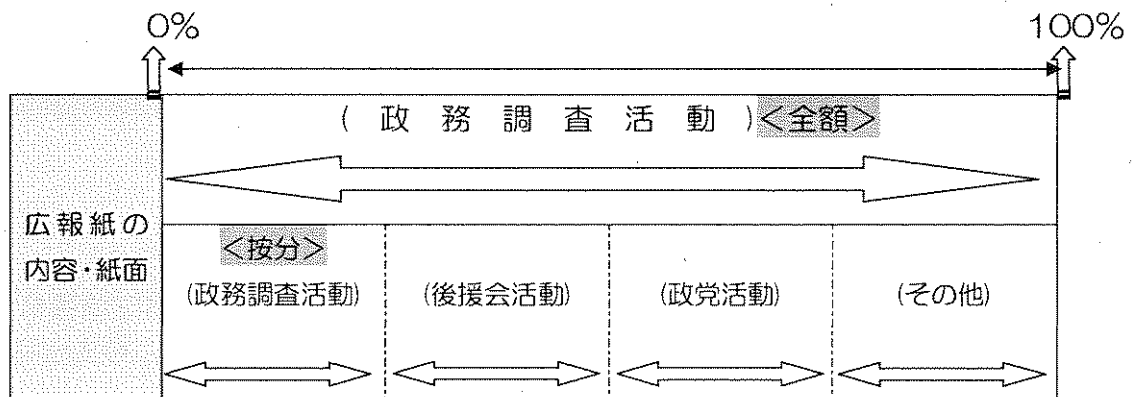 0% 100%
(政務調査活動)<全額>
広報紙の
内容・紙面
<按分>
(政務調査活動) (後援会活動) (政党活動) (その他)